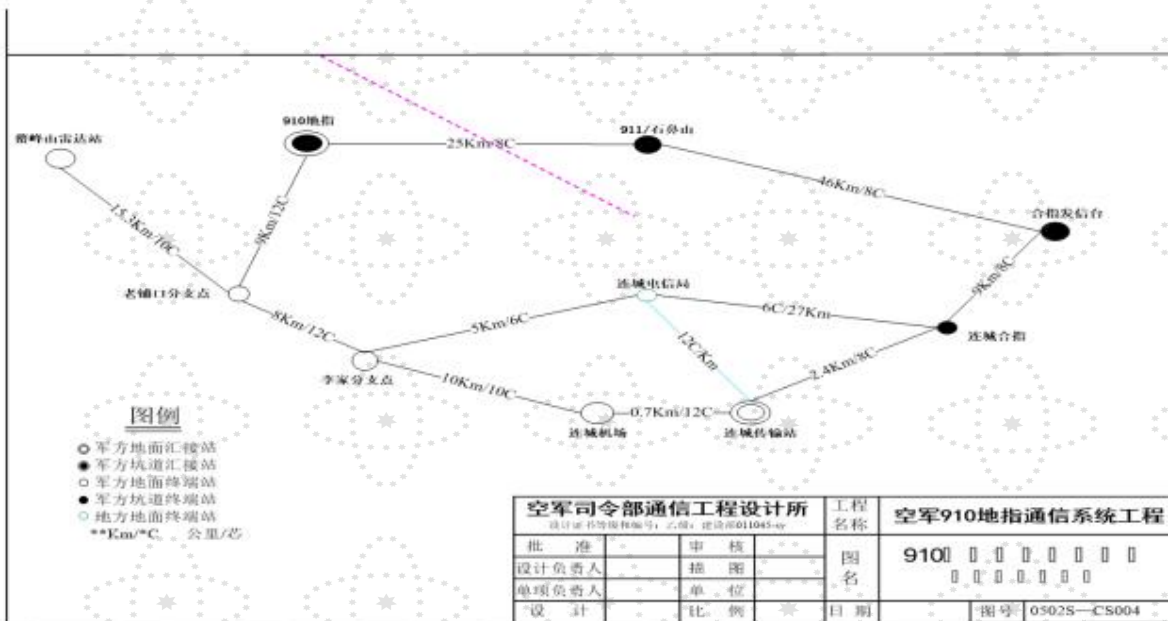 910地指
911/石鼻山
雷达站
25Km/8C
46Km/8C
合指发信台
15.3Km/10C
9Km/12C
9Km/8C
老铺口分支点
连城电信局
8Km/12C
5Km/6C
6C/27Km
连城合指
12C/Km
李家分支点
10Km/10C
2.4Km/8C
0.7Km/12C
连城机场
连城传输站
图例
军方地面汇接站
军方坑道汇接站
军方地面终端站
军方坑道终端站
地方地面终端站
**Km/*C 公里/芯
空军司令部通信工程设计所
工程名称
空军910地指通信系统工程
批 准
审 核
设计负责人
描 图
图名
910
单项负责人
单 位
设 计
比 例
日 期
图号
0502S—CS004